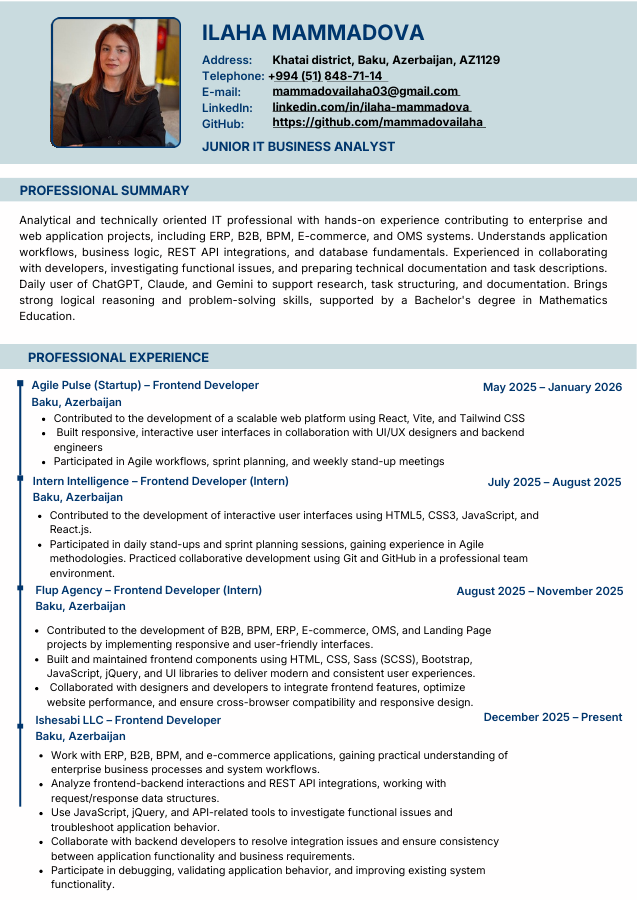 ILAHA MAMMADOVA
Address: Khatai district, Baku, Azerbaijan, AZ1129
Telephone: +994 (51) 848-71-14
E-mail: mammadovailaha03@gmail.com
LinkedIn: linkedin.com/in/ilaha-mammadova
GitHub: https://github.com/mammadovailaha
JUNIOR IT BUSINESS ANALYST
PROFESSIONAL SUMMARY
Analytical and technically oriented IT professional with hands-on experience contributing to enterprise and
web application projects, including ERP, B2B, BPM, E-commerce, and OMS systems. Understands application
workflows, business logic, REST API integrations, and database fundamentals. Experienced in collaborating
with developers, investigating functional issues, and preparing technical documentation and task descriptions.
Daily user of ChatGPT, Claude, and Gemini to support research, task structuring, and documentation. Brings
strong logical reasoning and problem-solving skills, supported by a Bachelor's degree in Mathematics
Education.
PROFESSIONAL EXPERIENCE
Agile Pulse (Startup) – Frontend Developer May 2025 – January 2026
Baku, Azerbaijan
• Contributed to the development of a scalable web platform using React, Vite, and Tailwind CSS
• Built responsive, interactive user interfaces in collaboration with UI/UX designers and backend
engineers
• Participated in Agile workflows, sprint planning, and weekly stand-up meetings
Intern Intelligence – Frontend Developer (Intern) July 2025 – August 2025
Baku, Azerbaijan
• Contributed to the development of interactive user interfaces using HTML5, CSS3, JavaScript, and
React.js.
• Participated in daily stand-ups and sprint planning sessions, gaining experience in Agile
methodologies. Practiced collaborative development using Git and GitHub in a professional team
environment.
Flup Agency – Frontend Developer (Intern) August 2025 – November 2025
Baku, Azerbaijan
• Contributed to the development of B2B, BPM, ERP, E-commerce, OMS, and Landing Page
projects by implementing responsive and user-friendly interfaces.
• Built and maintained frontend components using HTML, CSS, Sass (SCSS), Bootstrap,
JavaScript, jQuery, and UI libraries to deliver modern and consistent user experiences.
• Collaborated with designers and developers to integrate frontend features, optimize
website performance, and ensure cross-browser compatibility and responsive design.
Ishesabi LLC – Frontend Developer December 2025 – Present
Baku, Azerbaijan
• Work with ERP, B2B, BPM, and e-commerce applications, gaining practical understanding of
enterprise business processes and system workflows.
• Analyze frontend-backend interactions and REST API integrations, working with
request/response data structures.
• Use JavaScript, jQuery, and API-related tools to investigate functional issues and
troubleshoot application behavior.
• Collaborate with backend developers to resolve integration issues and ensure consistency
between application functionality and business requirements.
• Participate in debugging, validating application behavior, and improving existing system
functionality.